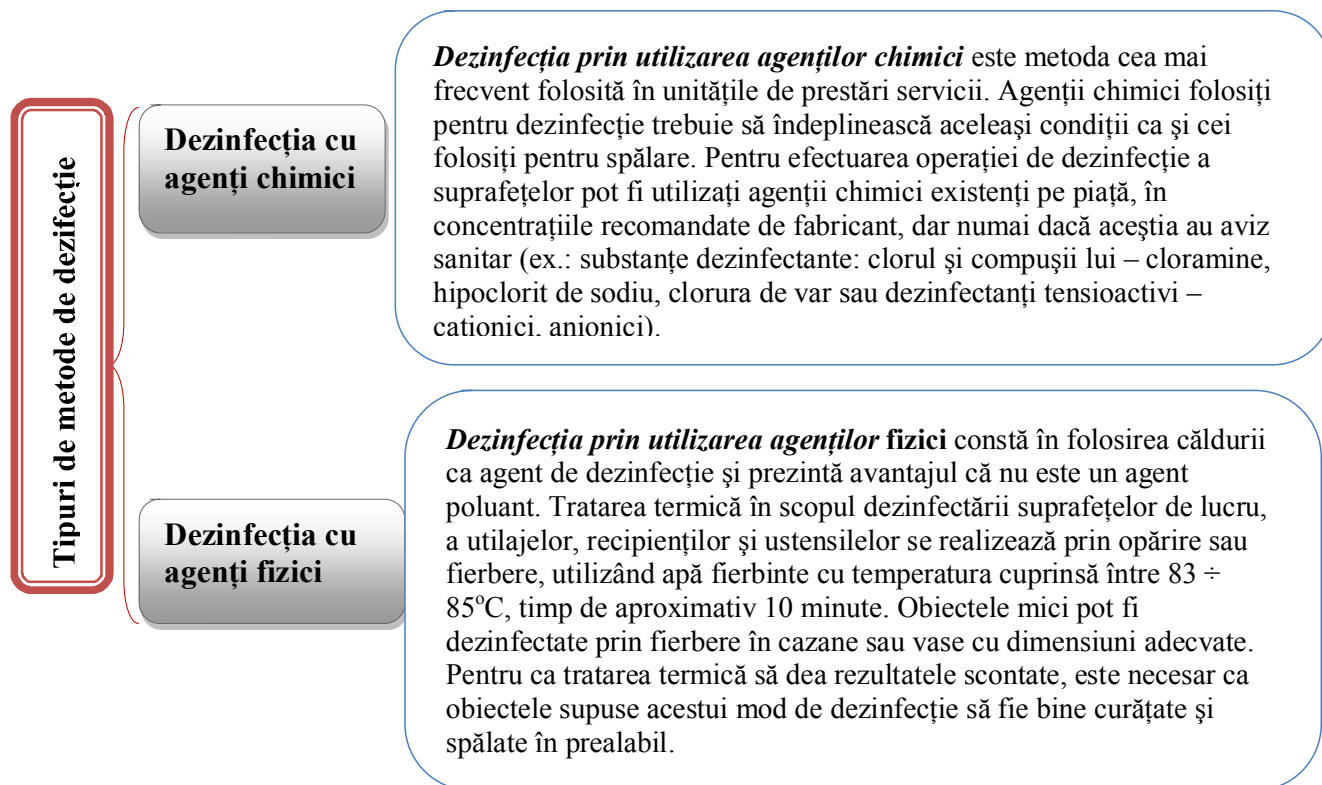 Tipuri de metode de dezifecție
Dezinfecția cu
agenți chimici
Dezinfecția prin utilizarea agenților chimici este metoda cea mai
frecvent folosită în unitățile de prestări servicii. Agenții chimici folosiți
pentru dezinfecție trebuie să îndeplinească aceleaşi condiții ca şi cei
folosiți pentru spălare. Pentru efectuarea operației de dezinfecție a
suprafețelor pot fi utilizați agenții chimici existenți pe piață, în
concentrațiile recomandate de fabricant, dar numai dacă aceştia au aviz
sanitar (ex.: substanțe dezinfectante: clorul şi compuşii lui – cloramine,
hipoclorit de sodiu, clorura de var sau dezinfectanți tensioactivi –
cationici, anionici).
Dezinfecția cu
agenți fizici
Dezinfecția prin utilizarea agenților fizici constă în folosirea căldurii
ca agent de dezinfecție şi prezintă avantajul că nu este un agent
poluant. Tratarea termică în scopul dezinfectării suprafețelor de lucru,
a utilajelor, recipienților şi ustensilelor se realizează prin opărire sau
fierbere, utilizând apă fierbinte cu temperatura cuprinsă între 83 ÷
85°C, timp de aproximativ 10 minute. Obiectele mici pot fi
dezinfectate prin fierbere în cazane sau vase cu dimensiuni adecvate.
Pentru ca tratarea termică să dea rezultatele scontate, este necesar ca
obiectele supuse acestui mod de dezinfecție să fie bine curățate şi
spălate în prealabil.